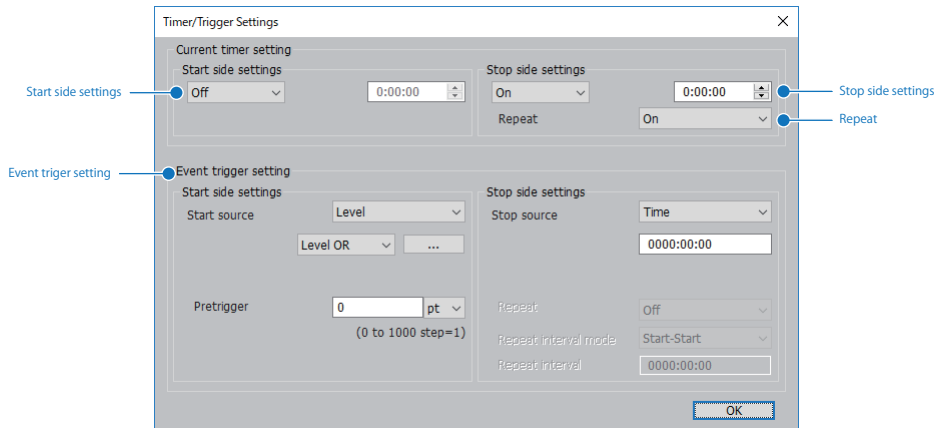 Timer/Trigger Settings
Current timer setting
Start side settings
Stop side settings
Start side settings
Off
0:00:00
On
0:00:00
Stop side settings
Repeat
On
Repeat
Event triger setting
Event trigger setting
Start side settings
Stop side settings
Start source
Level
Stop source
Time
Level OR
...
0000:00:00
Pretrigger
0
pt
Repeat
Off
(0 to 1000 step=1)
Repeat interval mode
Start-Start
Repeat interval
0000:00:00
OK